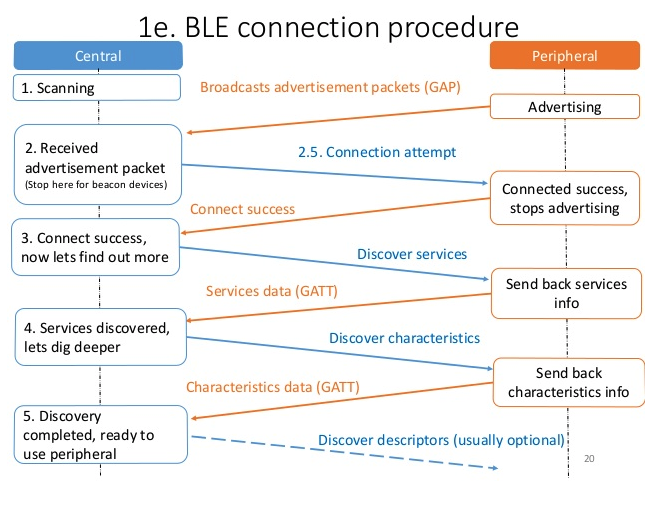 1e. BLE connection procedure
Central
Peripheral
1. Scanning
Broadcasts advertisement packets (GAP)
Advertising
2. Received
advertisement packet
(Stop here for beacon devices)
2.5. Connection attempt
Connected success,
stops advertising
Connect success
3. Connect success,
now lets find out more
Discover services
Send back services
info
Services data (GATT)
4. Services discovered,
lets dig deeper
Discover characteristics
Send back
characteristics info
Characteristics data (GATT)
5. Discovery
completed, ready to
use peripheral
Discover descriptors (usually optional)
20